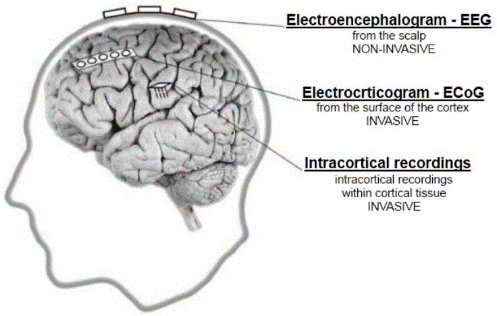 Electroencephalogram - EEG
from the scalp
NON-INVASIVE
Electrocrticogram - ECoG
from the surface of the cortex
INVASIVE
Intracortical recordings
intracortical recordings
within cortical tissue
INVASIVE